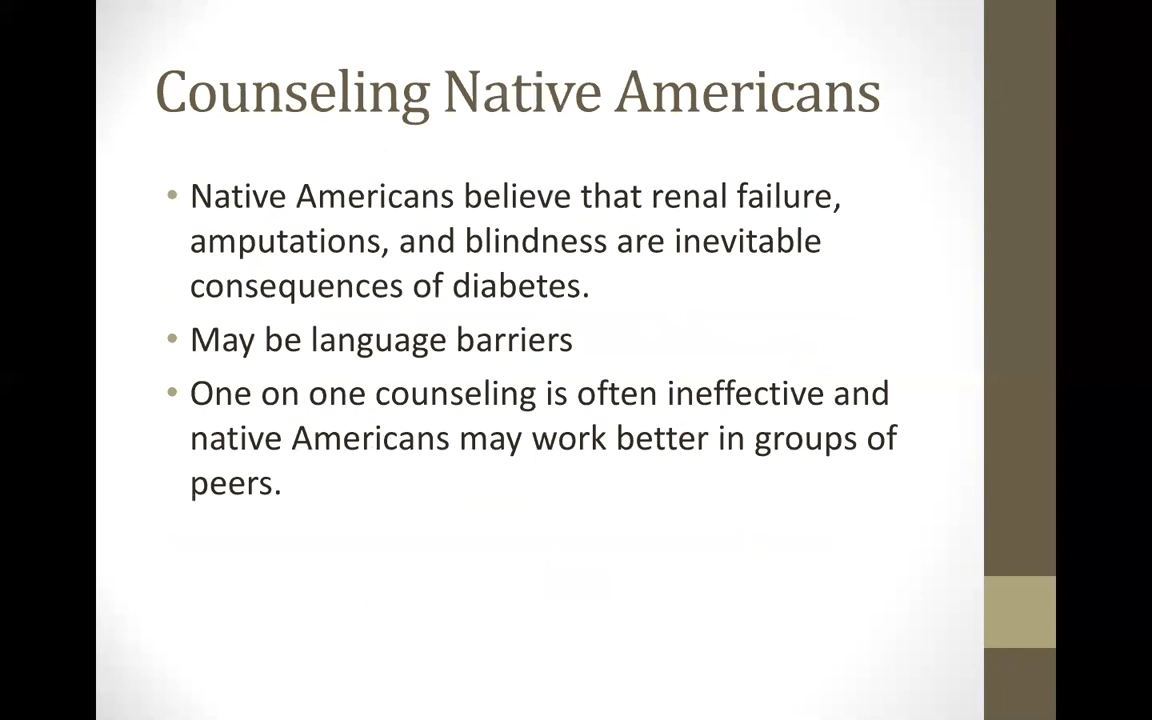 Counseling Native Americans
• Native Americans believe that renal failure,
amputations, and blindness are inevitable
consequences of diabetes.
• May be language barriers
• One on one counseling is often ineffective and
native Americans may work better in groups of
peers.